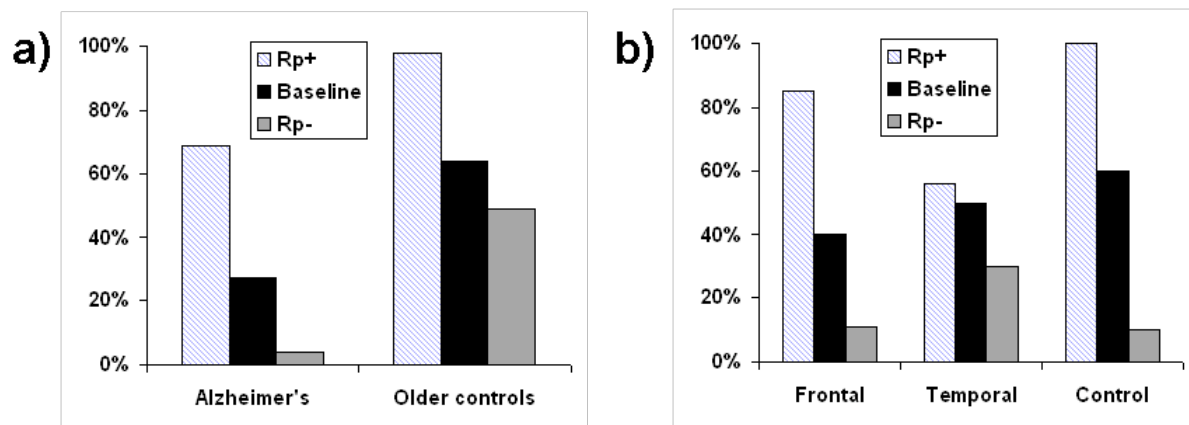 a)
100%
80%
60%
40%
20%
0%
Rp+
Baseline
Rp-
Alzheimer's Older controls
b)
100%
80%
60%
40%
20%
0%
Rp+
Baseline
Rp-
Frontal Temporal Control